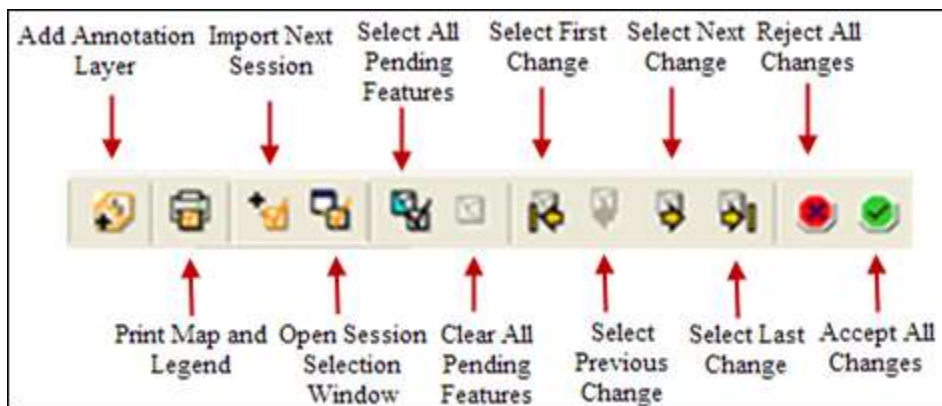 Add Annotation
Layer
Import Next
Session
Select All
Pending
Features
Select First
Change
Select Next
Change
Reject All
Changes
Print Map and
Legend
Open Session
Selection
Window
Clear All
Pending
Features
Select
Previous
Change
Select Last
Change
Accept All
Changes